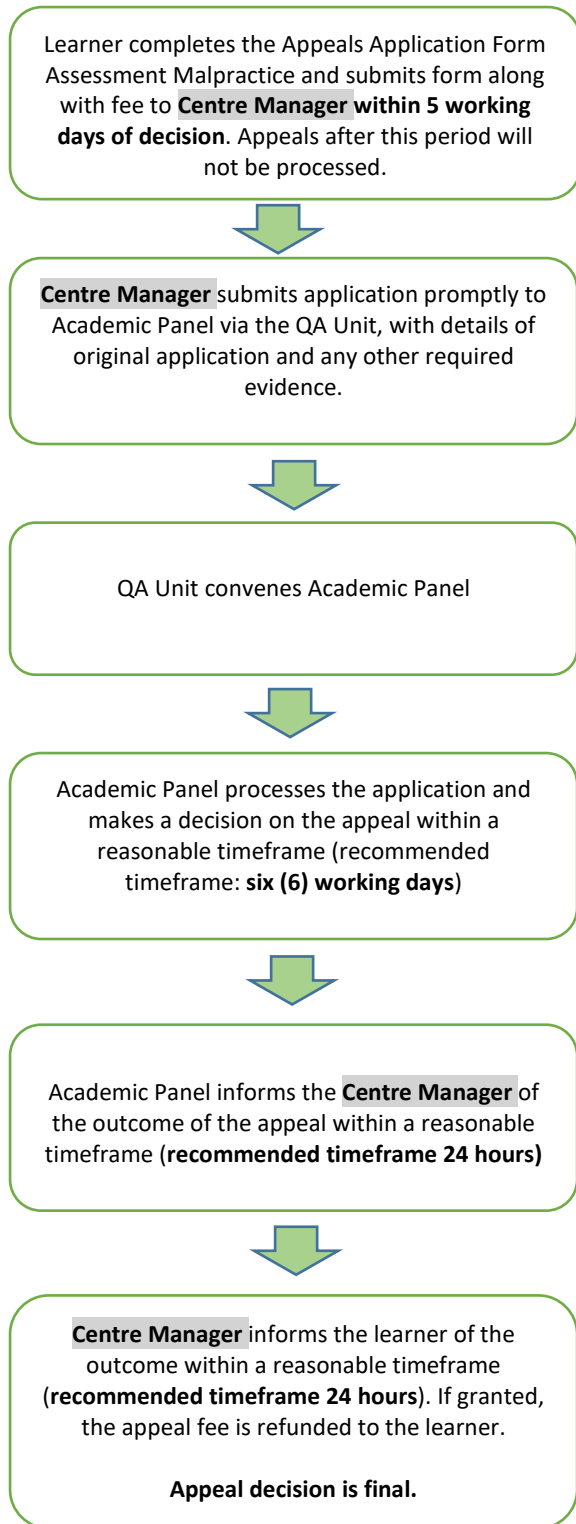 Learner completes the Appeals Application Form
Assessment Malpractice and submits form along
with fee to Centre Manager within 5 working
days of decision. Appeals after this period will
not be processed.
Centre Manager submits application promptly to
Academic Panel via the QA Unit, with details of
original application and any other required
evidence.
QA Unit convenes Academic Panel
Academic Panel processes the application and
makes a decision on the appeal within a
reasonable timeframe (recommended
timeframe: six (6) working days)
Academic Panel informs the Centre Manager of
the outcome of the appeal within a reasonable
timeframe (recommended timeframe 24 hours)
Centre Manager informs the learner of the
outcome within a reasonable timeframe
(recommended timeframe 24 hours). If granted,
the appeal fee is refunded to the learner.
Appeal decision is final.